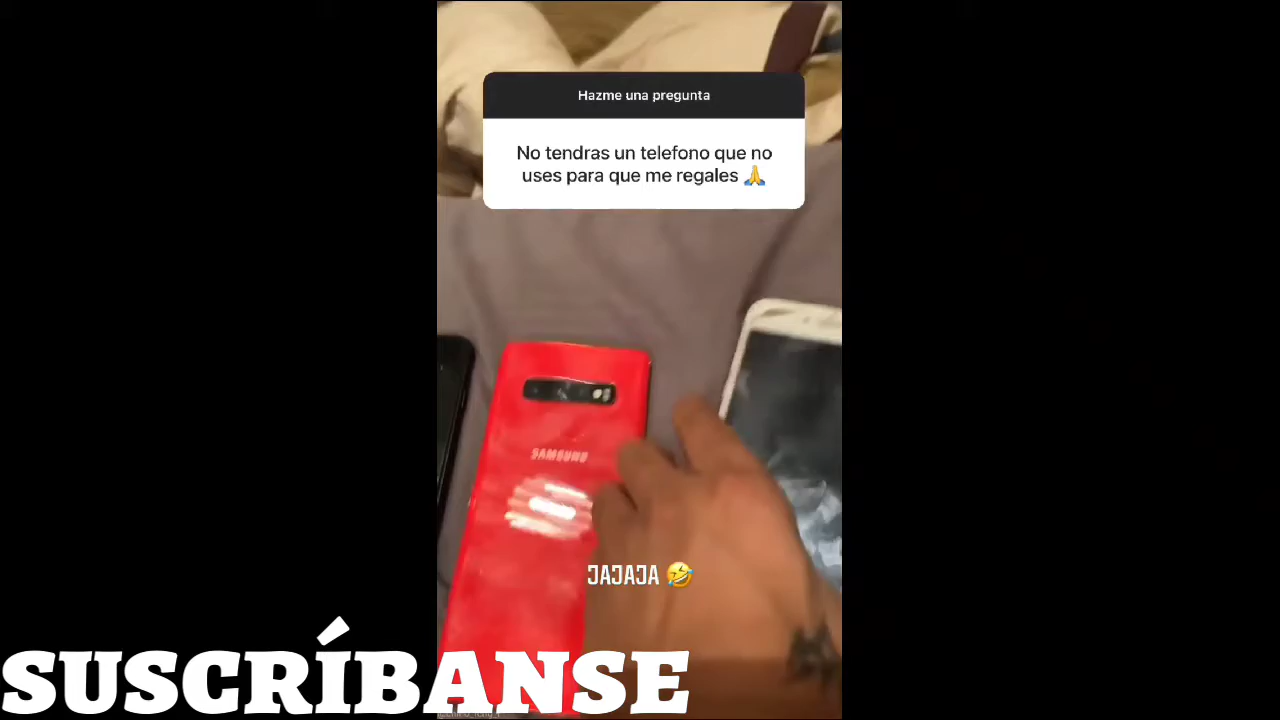 Hazme una pregunta
No tendras un telefono que no
uses para que me regales 🙏
SAMSUNG
JAJAJA 🤣
SUSCRÍBANSE